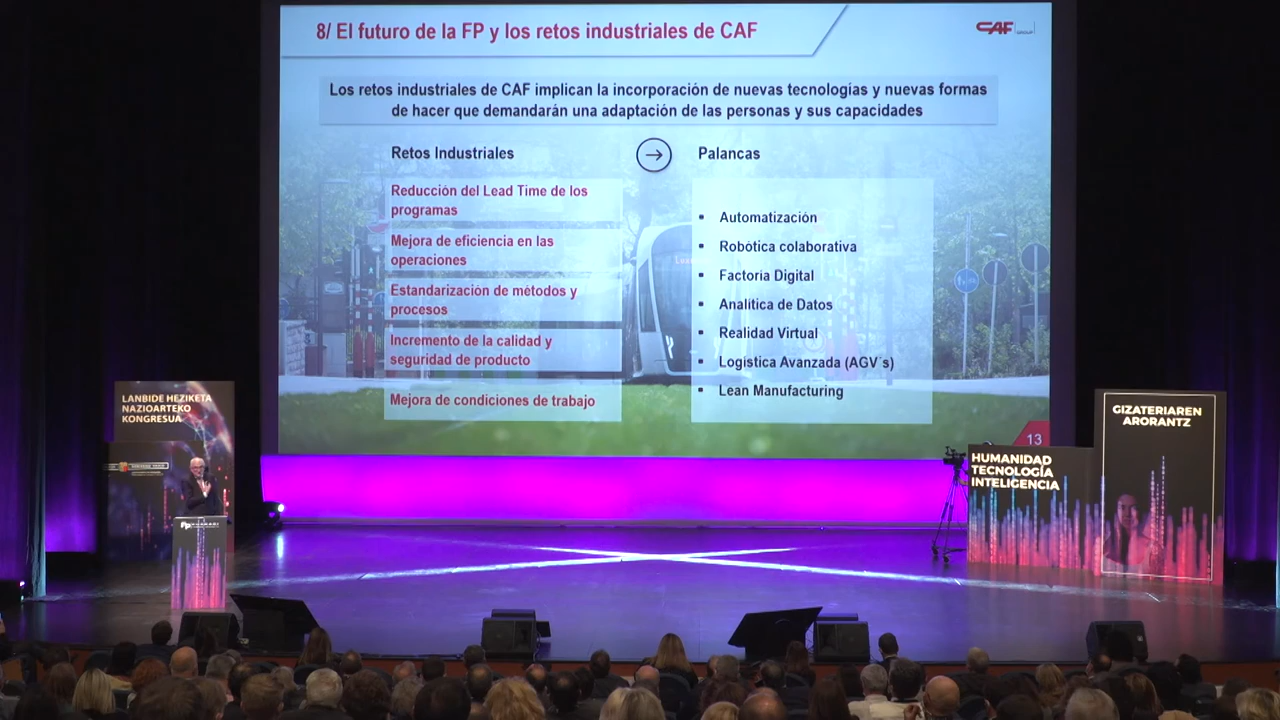 8/ El futuro de la FP y los retos industriales de CAF
CAF GROUP
Los retos industriales de CAF implican la incorporación de nuevas tecnologías y nuevas formas
de hacer que demandarán una adaptación de las personas y sus capacidades
Retos Industriales
Palancas
Reducción del Lead Time de los
programas
Mejora de eficiencia en las
operaciones
Estandarización de métodos y
procesos
Incremento de la calidad y
seguridad de producto
Mejora de condiciones de trabajo
▪ Automatización
▪ Robótica colaborativa
▪ Factoría Digital
▪ Analítica de Datos
▪ Realidad Virtual
▪ Logística Avanzada (AGV´s)
▪ Lean Manufacturing
13
LANBIDE HEZIKETA
NAZIOARTEKO
KONGRESUA
HUMANIDAD
TECNOLOGÍA
INTELIGENCIA
GIZATERIAREN
ARORANTZ